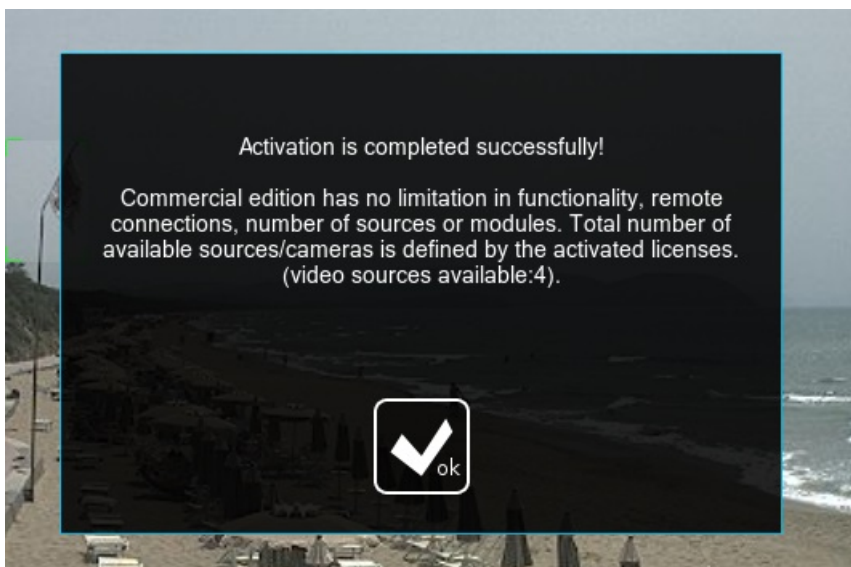 Activation is completed successfully!
Commercial edition has no limitation in functionality, remote
connections, number of sources or modules. Total number of
available sources/cameras is defined by the activated licenses.
(video sources available:4).
ok